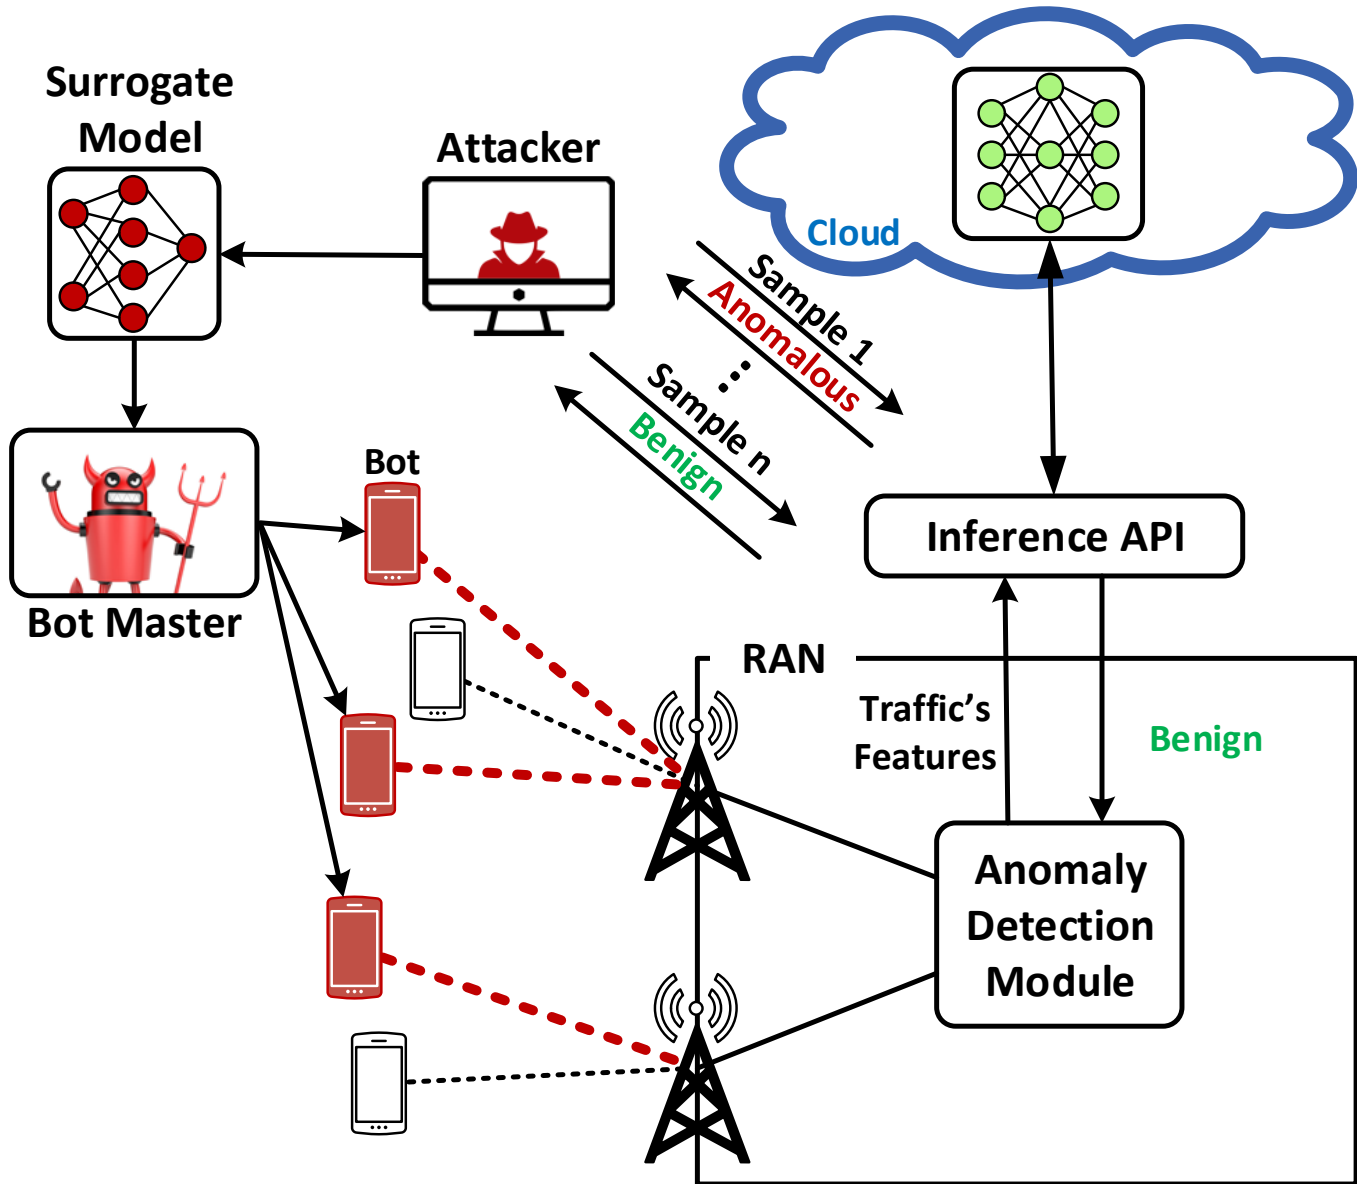 Surrogate
Model
Attacker
Cloud
Sample 1
Anomalous
Sample n
Benign
Bot
Inference API
Bot Master
RAN
Traffic’s
Features
Benign
Anomaly
Detection
Module